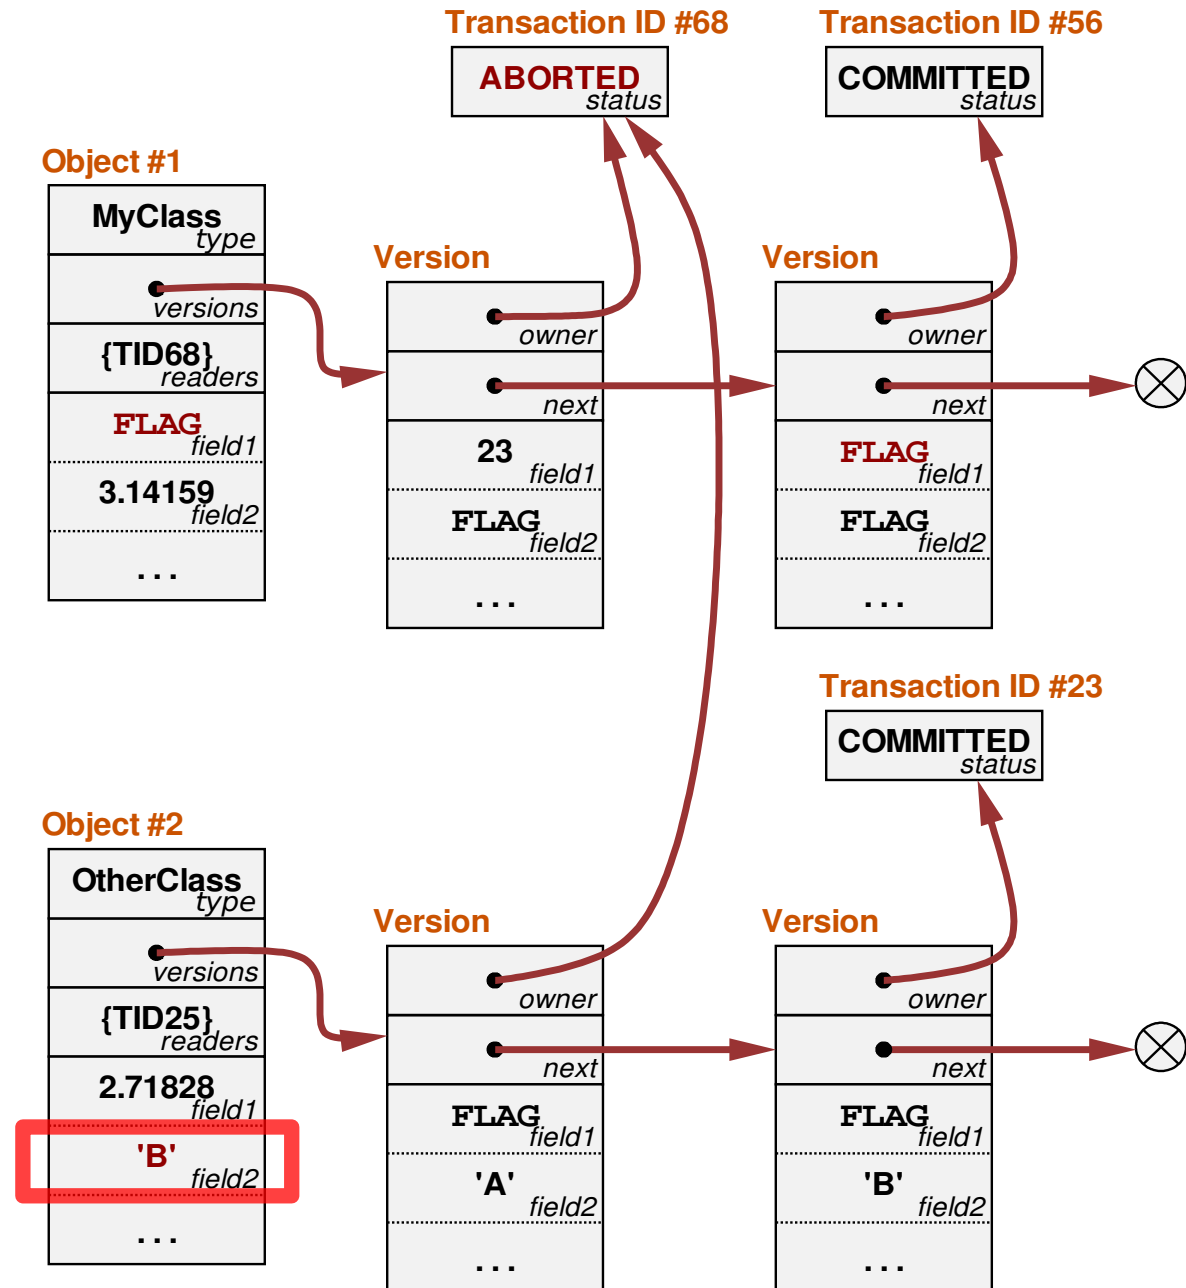 Transaction ID #68
ABORTED
status
Transaction ID #56
COMMITTED
status
Object #1
MyClass
type
versions
{TID68}
readers
FLAG
field1
3.14159
field2
. . .
Version
owner
next
23
field1
FLAG
field2
. . .
Version
owner
next
FLAG
field1
FLAG
field2
. . .
Transaction ID #23
COMMITTED
status
Object #2
OtherClass
type
versions
{TID25}
readers
2.71828
field1
'B'
field2
. . .
Version
owner
next
FLAG
field1
'A'
field2
. . .
Version
owner
next
FLAG
field1
'B'
field2
. . .